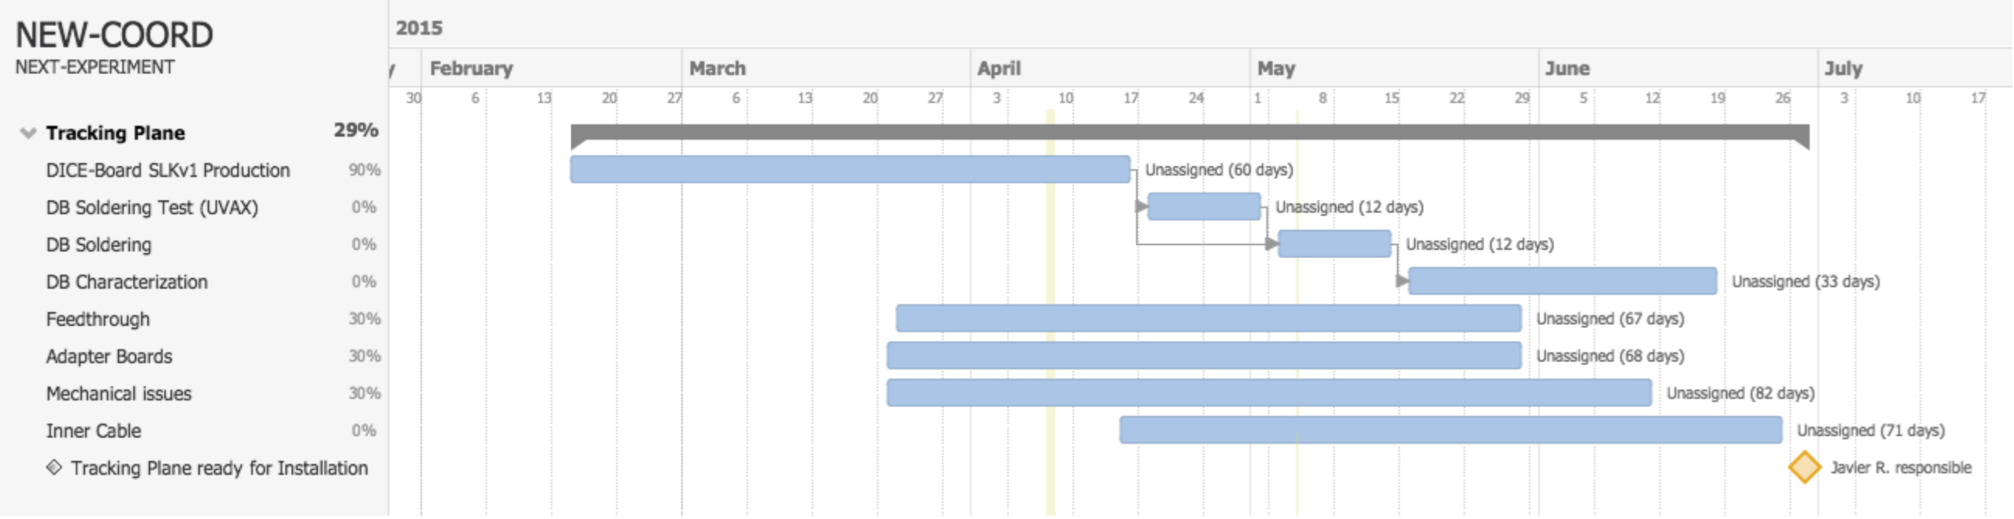 NEW-COORD
NEXT-EXPERIMENT
2015
y February March April May June July
30 6 13 20 27 6 13 20 27 3 10 17 24 1 8 15 22 29 5 12 19 26 3 10 17
Tracking Plane 29%
DICE-Board SLKv1 Production 90% Unassigned (60 days)
DB Soldering Test (UVAX) 0% Unassigned (12 days)
DB Soldering 0% Unassigned (12 days)
DB Characterization 0% Unassigned (33 days)
Feedthrough 30% Unassigned (67 days)
Adapter Boards 30% Unassigned (68 days)
Mechanical issues 30% Unassigned (82 days)
Inner Cable 0% Unassigned (71 days)
Tracking Plane ready for Installation Javier R. responsible